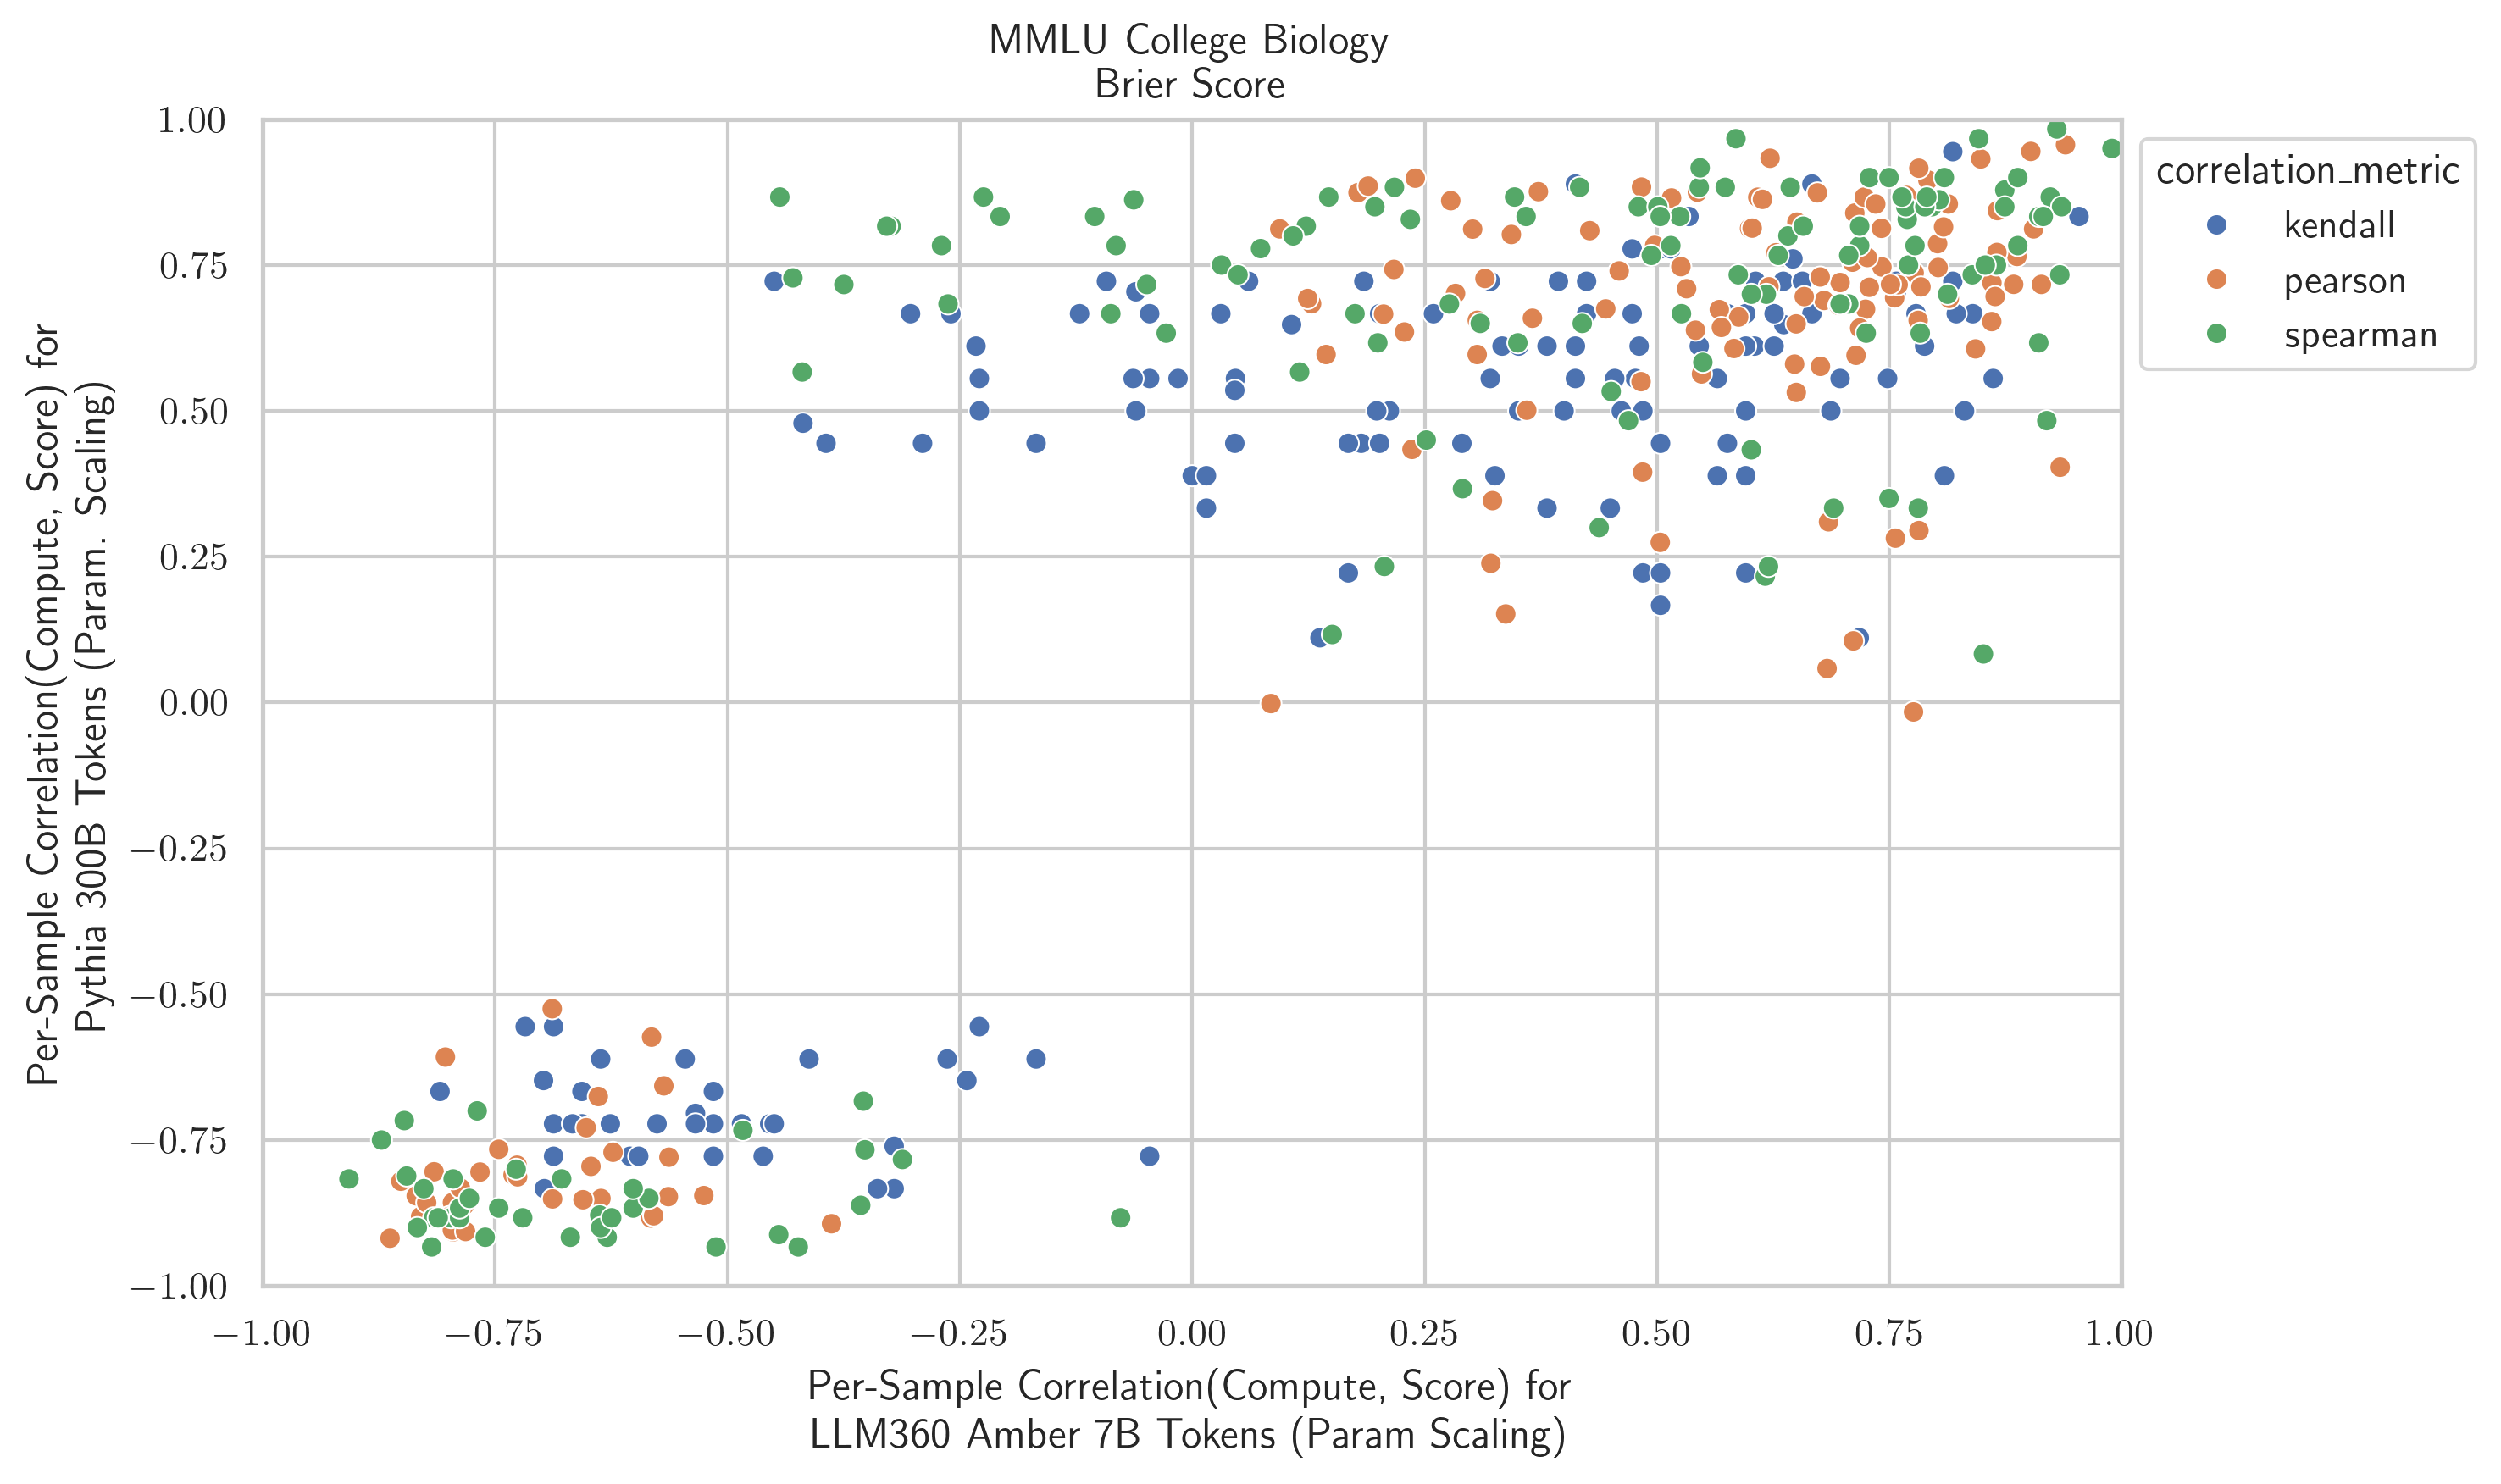 MMLU College Biology
Brier Score
Per-Sample Correlation(Compute, Score) for
Pythia 300B Tokens (Param. Scaling)
1.00
0.75
0.50
0.25
0.00
−0.25
−0.50
−0.75
−1.00
−1.00 −0.75 −0.50 −0.25 0.00 0.25 0.50 0.75 1.00
Per-Sample Correlation(Compute, Score) for
LLM360 Amber 7B Tokens (Param Scaling)
correlation_metric
kendall
pearson
spearman